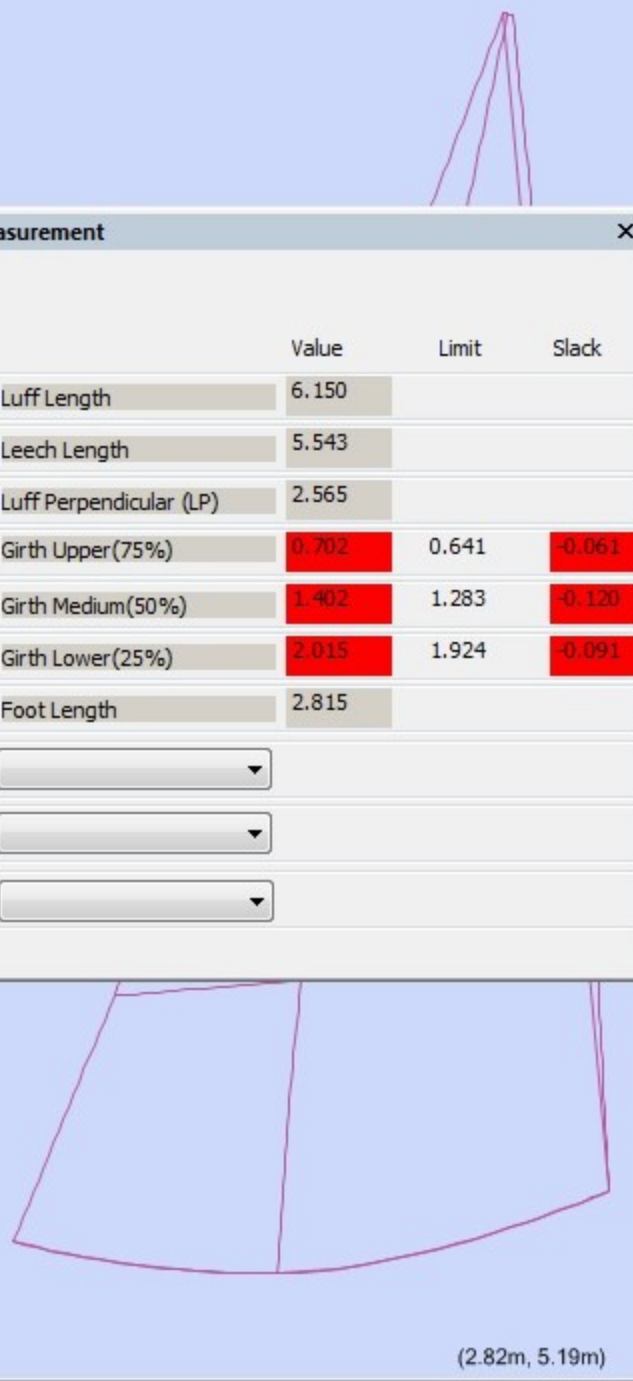 asurement ×
Value Limit Slack
Luff Length 6.150
Leech Length 5.543
Luff Perpendicular (LP) 2.565
Girth Upper(75%) 0.702 0.641 -0.061
Girth Medium(50%) 1.402 1.283 -0.120
Girth Lower(25%) 2.015 1.924 -0.091
Foot Length 2.815
(2.82m, 5.19m)